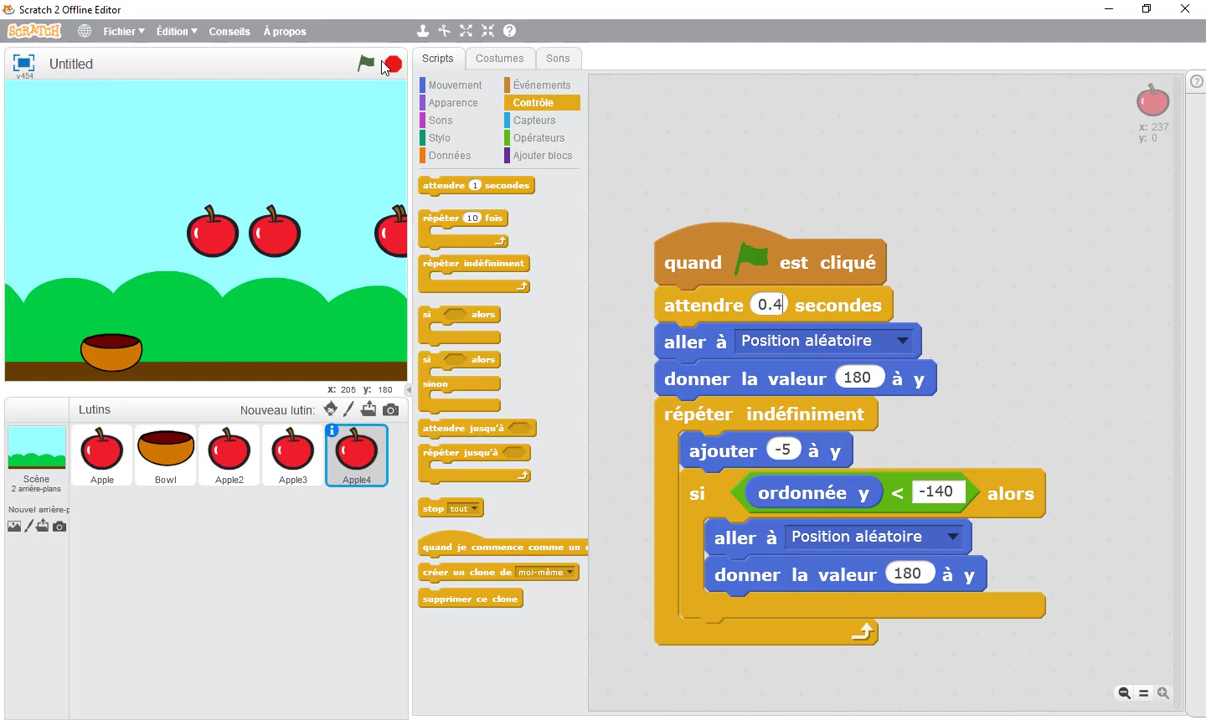 Scratch 2 Offline Editor
SCRATCH
Fichier
Édition
Conseils
À propos
v454
Untitled
Scripts
Costumes
Sons
Mouvement
Événements
Apparence
Contrôle
Sons
Capteurs
Stylo
Opérateurs
Données
Ajouter blocs
attendre 1 secondes
répéter 10 fois
répéter indéfiniment
si alors
si alors
sinon
attendre jusqu'à
répéter jusqu'à
stop tout
quand je commence comme un c
créer un clone de moi-même
supprimer ce clone
x: 237
y: 0
quand est cliqué
attendre 0.4 secondes
aller à Position aléatoire
donner la valeur 180 à y
répéter indéfiniment
ajouter -5 à y
si ordonnée y < -140 alors
aller à Position aléatoire
donner la valeur 180 à y
x: 205 y: 180
Lutins
Nouveau lutin:
Scène
2 arrière-plans
Nouvel arrière-p
Apple
Bowl
Apple2
Apple3
Apple4